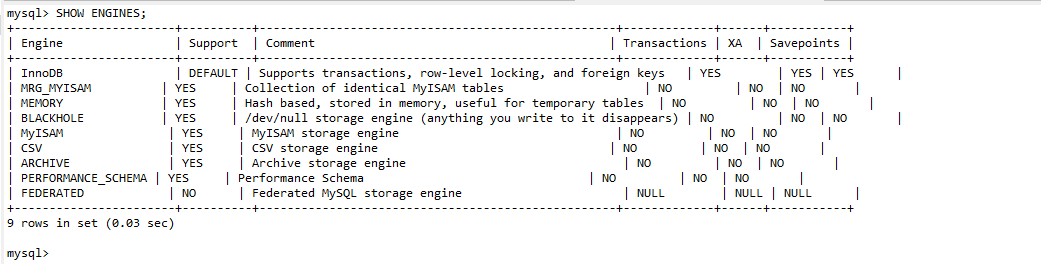 mysql> SHOW ENGINES;
+--------------------+---------+----------------------------------------------------------------+--------------+------+------------+
| Engine | Support | Comment | Transactions | XA | Savepoints |
+--------------------+---------+----------------------------------------------------------------+--------------+------+------------+
| InnoDB | DEFAULT | Supports transactions, row-level locking, and foreign keys | YES | YES | YES |
| MRG_MYISAM | YES | Collection of identical MyISAM tables | NO | NO | NO |
| MEMORY | YES | Hash based, stored in memory, useful for temporary tables | NO | NO | NO |
| BLACKHOLE | YES | /dev/null storage engine (anything you write to it disappears) | NO | NO | NO |
| MyISAM | YES | MyISAM storage engine | NO | NO | NO |
| CSV | YES | CSV storage engine | NO | NO | NO |
| ARCHIVE | YES | Archive storage engine | NO | NO | NO |
| PERFORMANCE_SCHEMA | YES | Performance Schema | NO | NO | NO |
| FEDERATED | NO | Federated MySQL storage engine | NULL | NULL | NULL |
+--------------------+---------+----------------------------------------------------------------+--------------+------+------------+
9 rows in set (0.03 sec)
mysql>